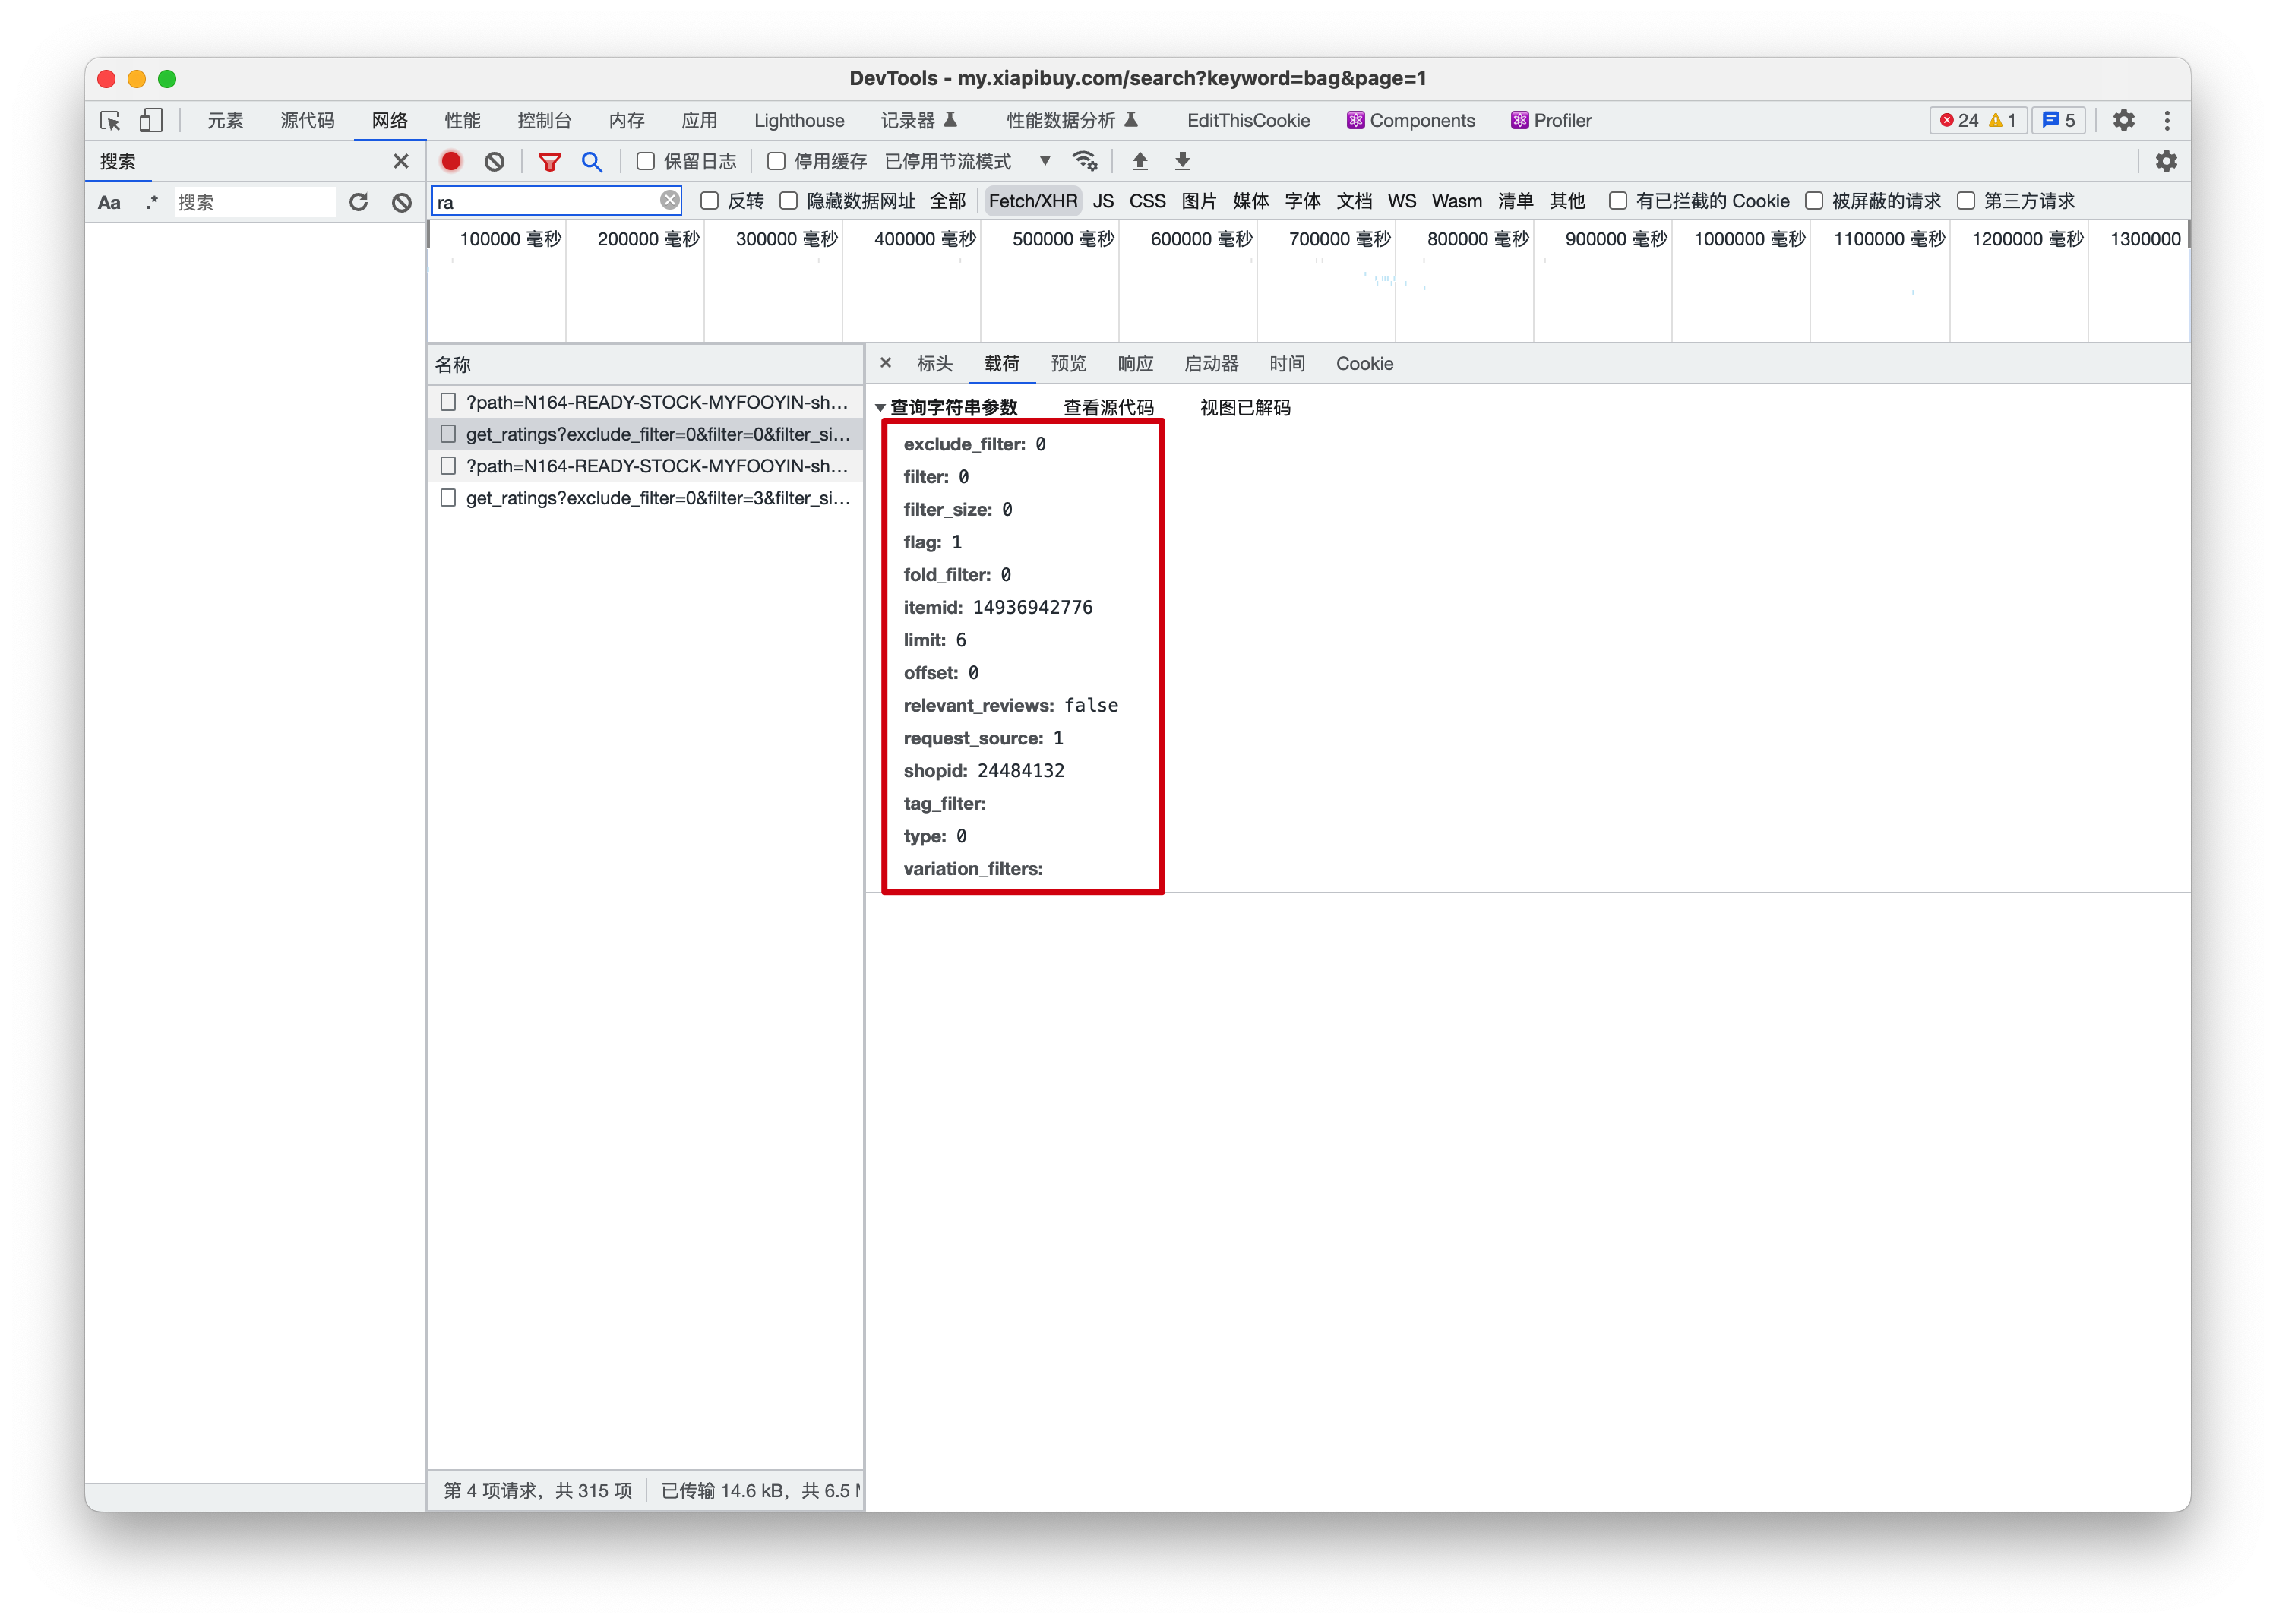 DevTools - my.xiapibuy.com/search?keyword=bag&page=1
元素 源代码 网络 性能 控制台 内存 应用 Lighthouse 记录器 性能数据分析 EditThisCookie Components Profiler 24 1 5
搜索 保留日志 停用缓存 已停用节流模式
Aa .* 搜索 ra 反转 隐藏数据网址 全部 Fetch/XHR JS CSS 图片 媒体 字体 文档 WS Wasm 清单 其他 有已拦截的 Cookie 被屏蔽的请求 第三方请求
100000 毫秒 200000 毫秒 300000 毫秒 400000 毫秒 500000 毫秒 600000 毫秒 700000 毫秒 800000 毫秒 900000 毫秒 1000000 毫秒 1100000 毫秒 1200000 毫秒 1300000
名称
?path=N164-READY-STOCK-MYFOOYIN-sh...
get_ratings?exclude_filter=0&filter=0&filter_si...
?path=N164-READY-STOCK-MYFOOYIN-sh...
get_ratings?exclude_filter=0&filter=3&filter_si...
标头 载荷 预览 响应 启动器 时间 Cookie
查询字符串参数 查看源代码 视图已解码
exclude_filter: 0
filter: 0
filter_size: 0
flag: 1
fold_filter: 0
itemid: 14936942776
limit: 6
offset: 0
relevant_reviews: false
request_source: 1
shopid: 24484132
tag_filter:
type: 0
variation_filters:
第 4 项请求，共 315 项 已传输 14.6 kB，共 6.5